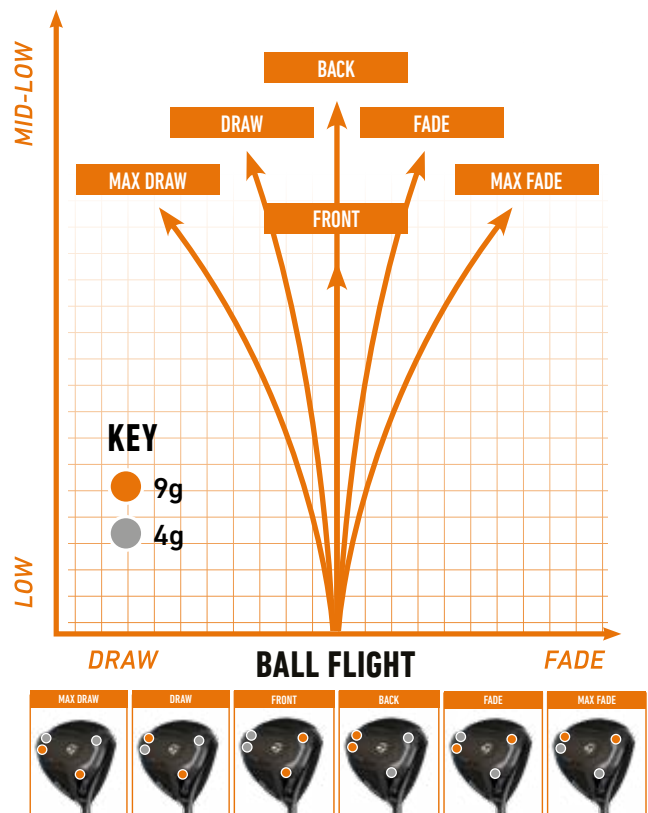 MID-LOW
BACK
DRAW
FADE
MAX DRAW
MAX FADE
FRONT
KEY
9g
4g
LOW
DRAW
BALL FLIGHT
FADE
MAX DRAW
DRAW
FRONT
BACK
FADE
MAX FADE